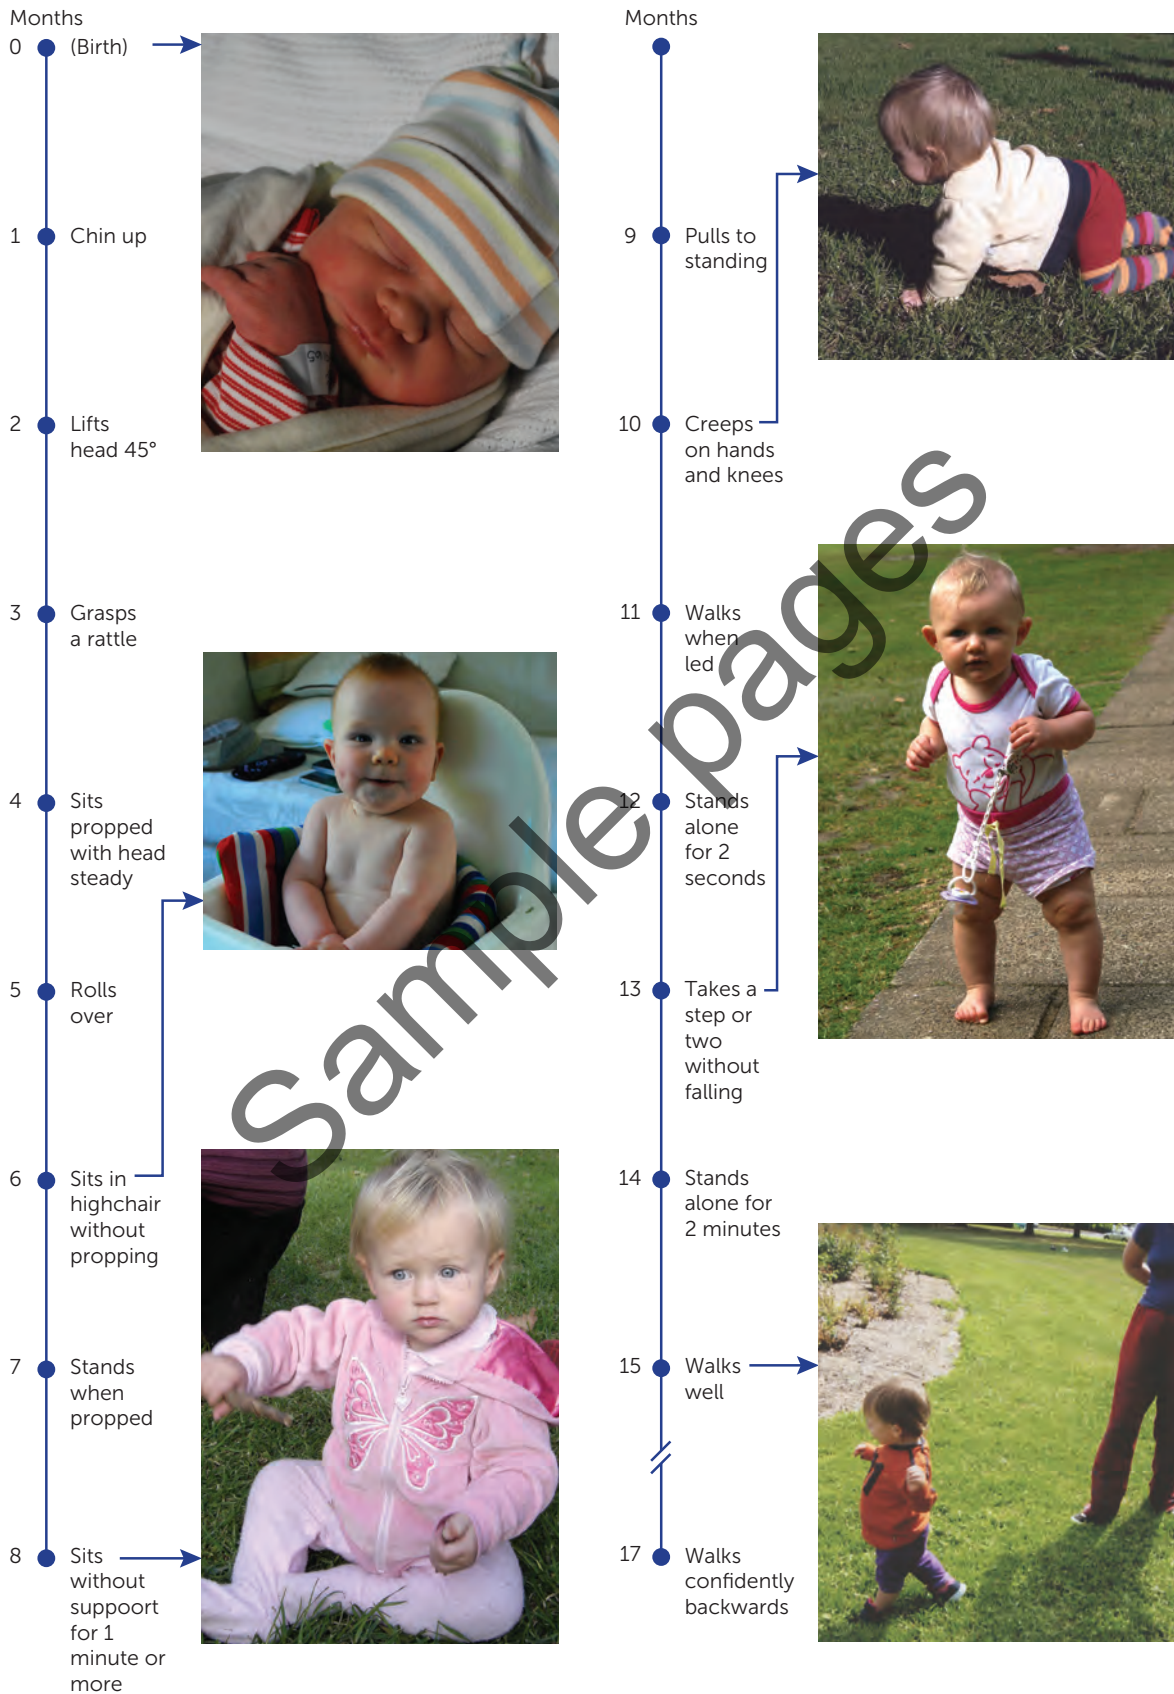 Months
0 (Birth)
1 Chin up
2 Lifts
head 45°
3 Grasps
a rattle
4 Sits
propped
with head
steady
5 Rolls
over
6 Sits in
highchair
without
propping
7 Stands
when
propped
8 Sits
without
suppoort
for 1
minute or
more
Months
9 Pulls to
standing
10 Creeps
on hands
and knees
11 Walks
when
led
12 Stands
alone
for 2
seconds
13 Takes a
step or
two
without
falling
14 Stands
alone for
2 minutes
15 Walks
well
17 Walks
confidently
backwards
Sample pages